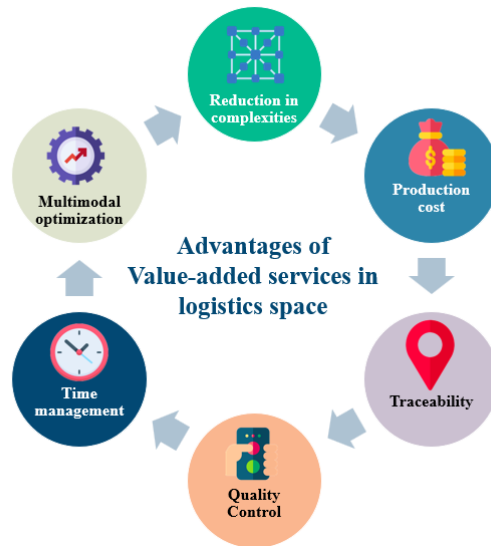 Reduction in
complexities
Production
cost
Traceability
Quality
Control
Time
management
Multimodal
optimization
Advantages of
Value-added services in
logistics space